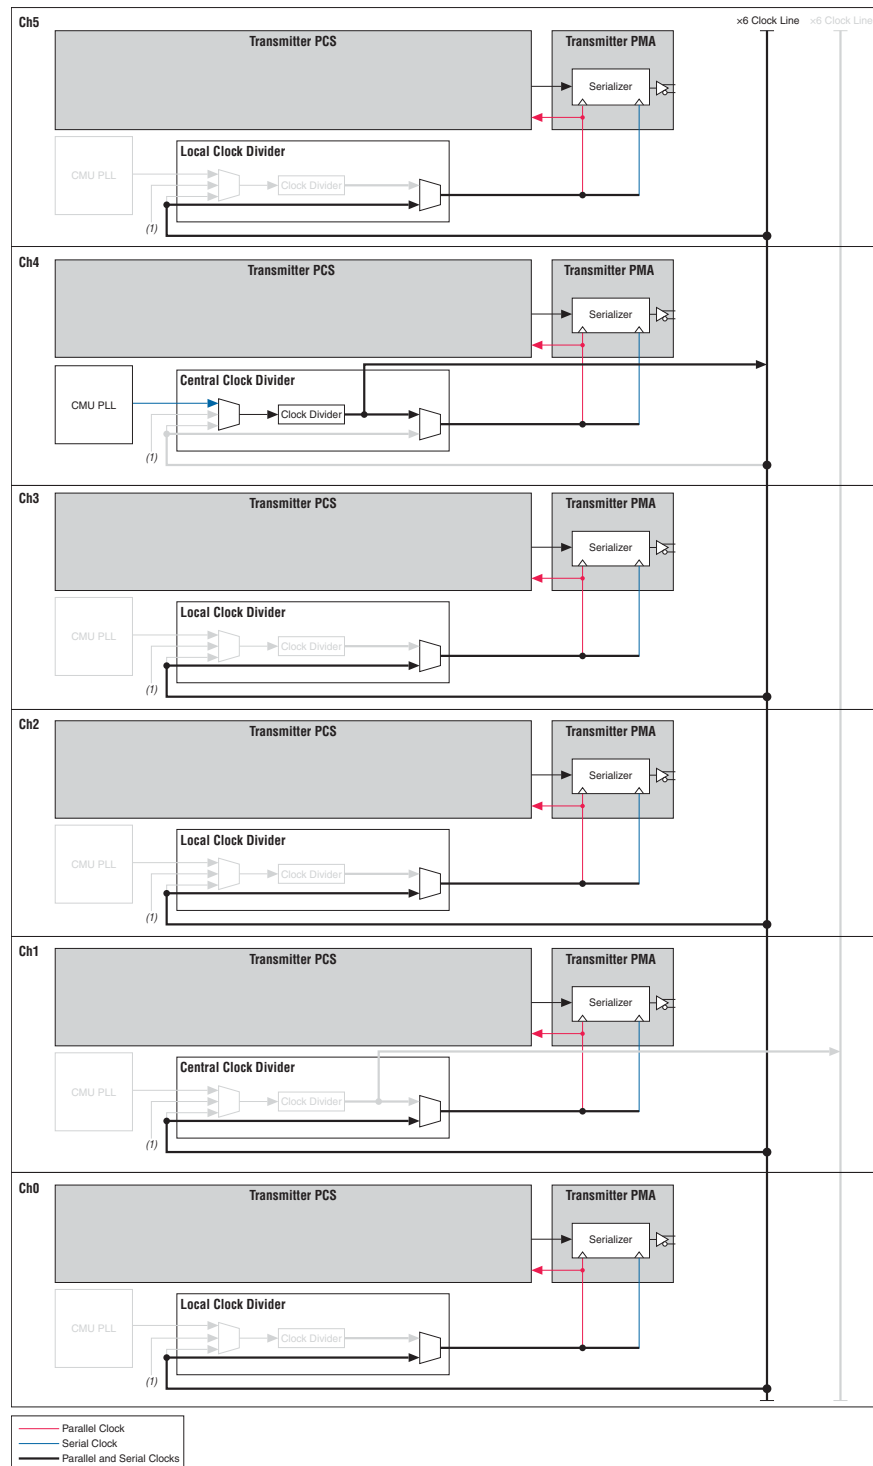 ×6 Clock Line ×6 Clock Line
Ch5
Transmitter PCS
Transmitter PMA
Serializer
Local Clock Divider
CMU PLL
Clock Divider
(1)
Ch4
Transmitter PCS
Transmitter PMA
Serializer
Central Clock Divider
CMU PLL
Clock Divider
(1)
Ch3
Transmitter PCS
Transmitter PMA
Serializer
Local Clock Divider
CMU PLL
Clock Divider
(1)
Ch2
Transmitter PCS
Transmitter PMA
Serializer
Local Clock Divider
CMU PLL
Clock Divider
(1)
Ch1
Transmitter PCS
Transmitter PMA
Serializer
Central Clock Divider
CMU PLL
Clock Divider
(1)
Ch0
Transmitter PCS
Transmitter PMA
Serializer
Local Clock Divider
CMU PLL
Clock Divider
(1)
Parallel Clock
Serial Clock
Parallel and Serial Clocks